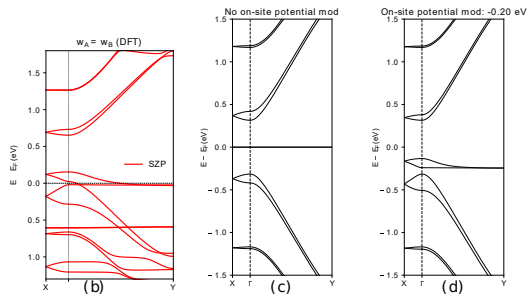 w_A = w_B (DFT)
E E_F (eV)
1.5
1.0
0.5
0.0
0.5
1.0
SZP
X
Y
(b)
No on-site potential mod
E − E_F (eV)
1.5
1.0
0.5
0.0
−0.5
−1.0
−1.5
X
Γ
Y
(c)
On-site potential mod: -0.20 eV
E − E_F (eV)
1.5
1.0
0.5
0.0
−0.5
−1.0
−1.5
X
Γ
Y
(d)